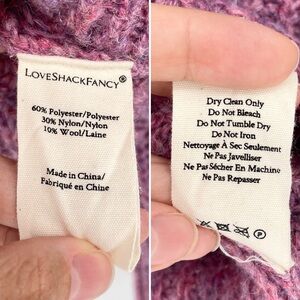 LOVESHACKFANCY®
60% Polyester/Polyester
30% Nylon/Nylon
10% Wool/Laine
Made in China/
Fabriqué en Chine
Dry Clean Only
Do Not Bleach
Do Not Tumble Dry
Do Not Iron
Nettoyage À Sec Seulement
Ne Pas Javelliser
Ne Pas Sécher En Machine
Ne Pas Repasser
P